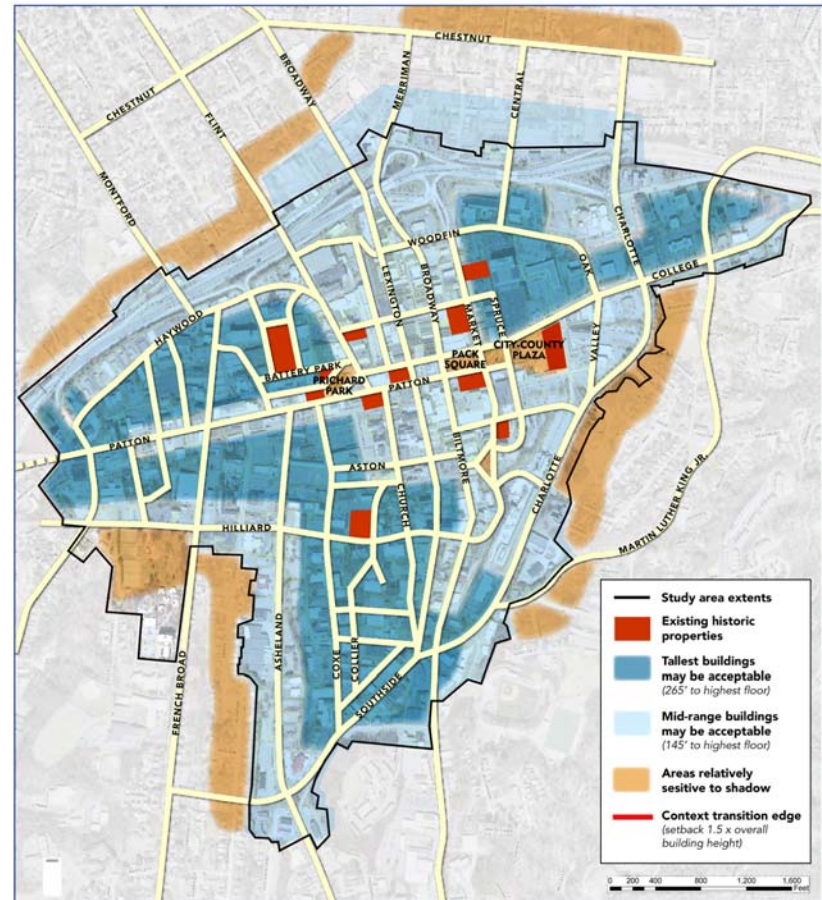 CHESTNUT
CHESTNUT
BROADWAY
MERRIMAN
CENTRAL
FLINT
MONTFORD
CHARLOTTE
WOODFIN
OAK
COLLEGE
LEXINGTON
BROADWAY
HAYWOOD
MARKET
SPRUCE
CITY-COUNTY
PLAZA
VALLEY
PACK
SQUARE
BATTERY PARK
PRICHARD
PARK
PATTON
PATTON
BILTMORE
ASTON
CHURCH
CHARLOTTE
HILLIARD
MARTIN LUTHER KING JR.
ASHELAND
COXE
COLLIER
FRENCH BROAD
SOUTHSIDE
Study area extents
Existing historic
properties
Tallest buildings
may be acceptable
(265' to highest floor)
Mid-range buildings
may be acceptable
(145' to highest floor)
Areas relatively
sesitive to shadow
Context transition edge
(setback 1.5 x overall
building height)
0 200 400 800 1,200 1,600
Feet